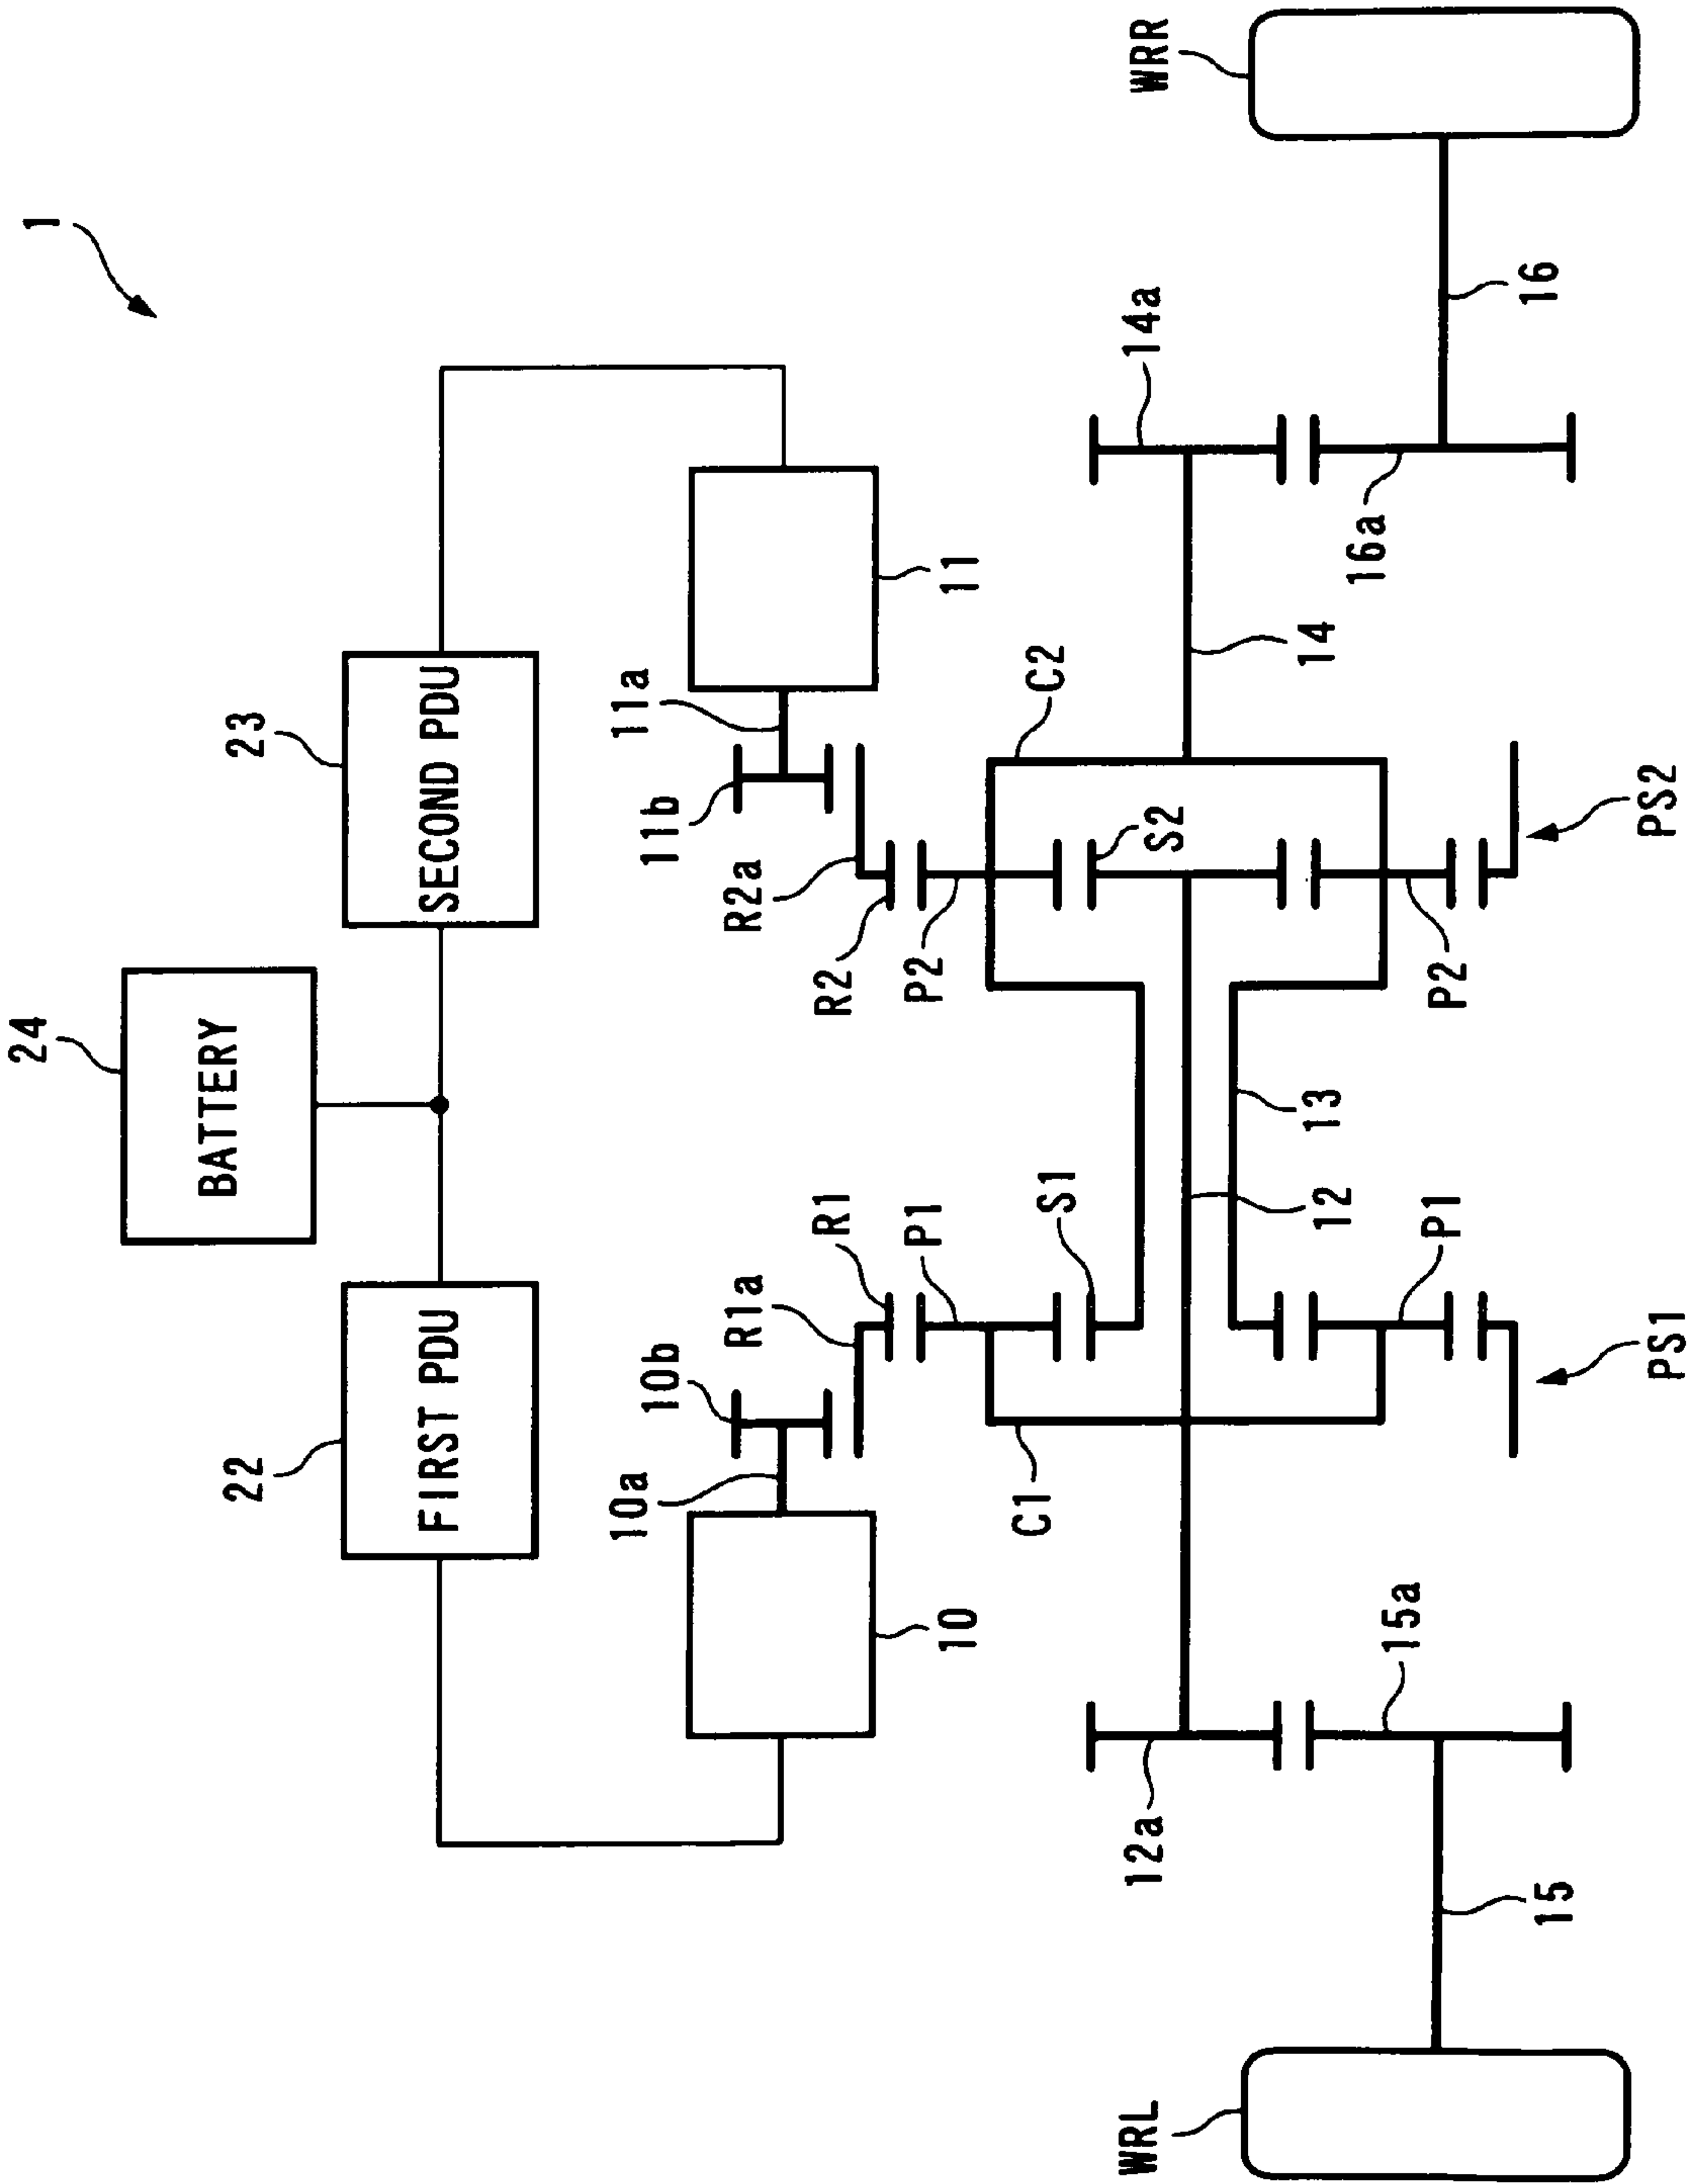 1
24
BATTERY
22
FIRST PDU
23
SECOND PDU
10a
10b
R1a
R1
11b
11a
R2a
R2
10
P1
P2
11
C1
S1
S2
C2
12a
14a
WRL
WRR
15a
12
13
14
16a
P1
P2
15
16
PS1
PS2